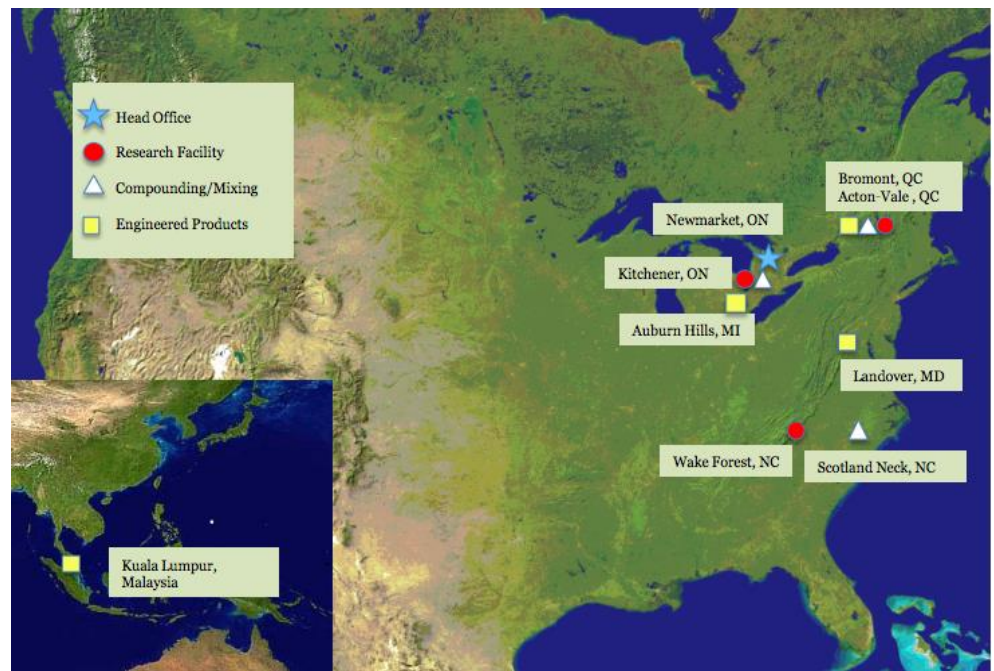 Head Office
Research Facility
Compounding/Mixing
Engineered Products
Bromont, QC
Acton-Vale , QC
Newmarket, ON
Kitchener, ON
Auburn Hills, MI
Landover, MD
Wake Forest, NC
Scotland Neck, NC
Kuala Lumpur,
Malaysia